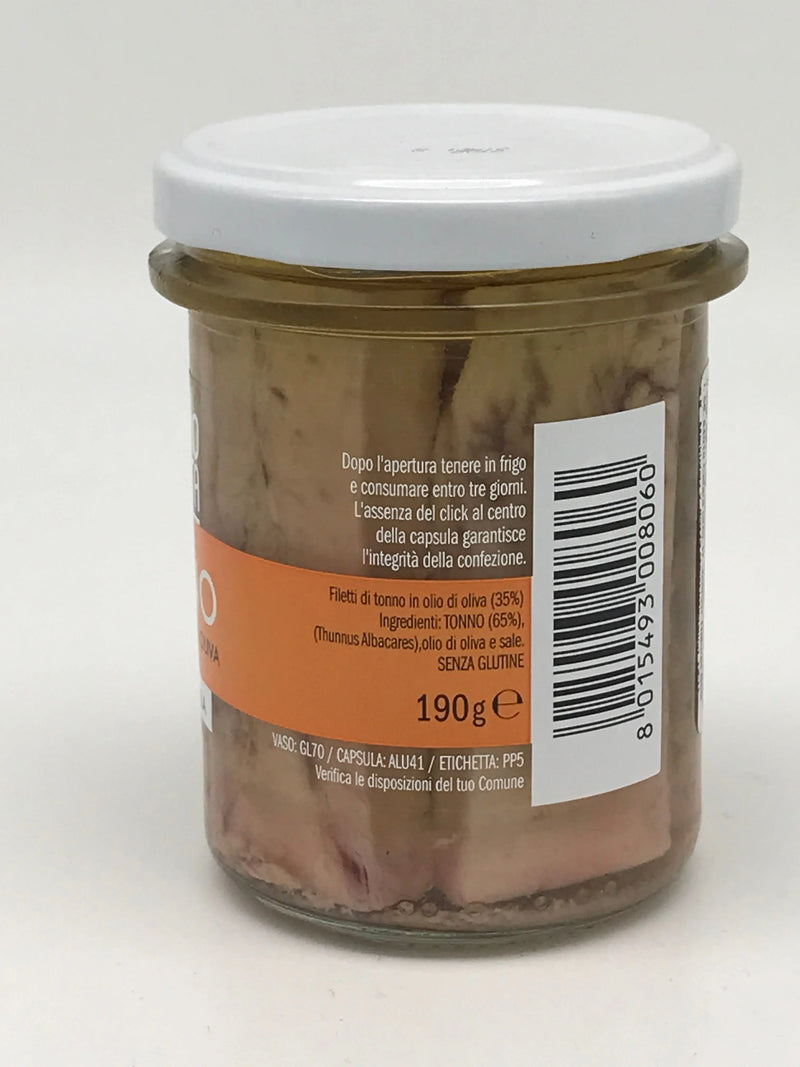 Dopo l'apertura tenere in frigo
e consumare entro tre giorni.
L'assenza del click al centro
della capsula garantisce
l'integrità della confezione.
Filetti di tonno in olio di oliva (35%)
Ingredienti: TONNO (65%),
(Thunnus Albacares),olio di oliva e sale.
SENZA GLUTINE
190g ℮
VASO: GL70 / CAPSULA: ALU41 / ETICHETTA: PP5
Verifica le disposizioni del tuo Comune
8 015493 008060
O
A
O
OLIVA
A